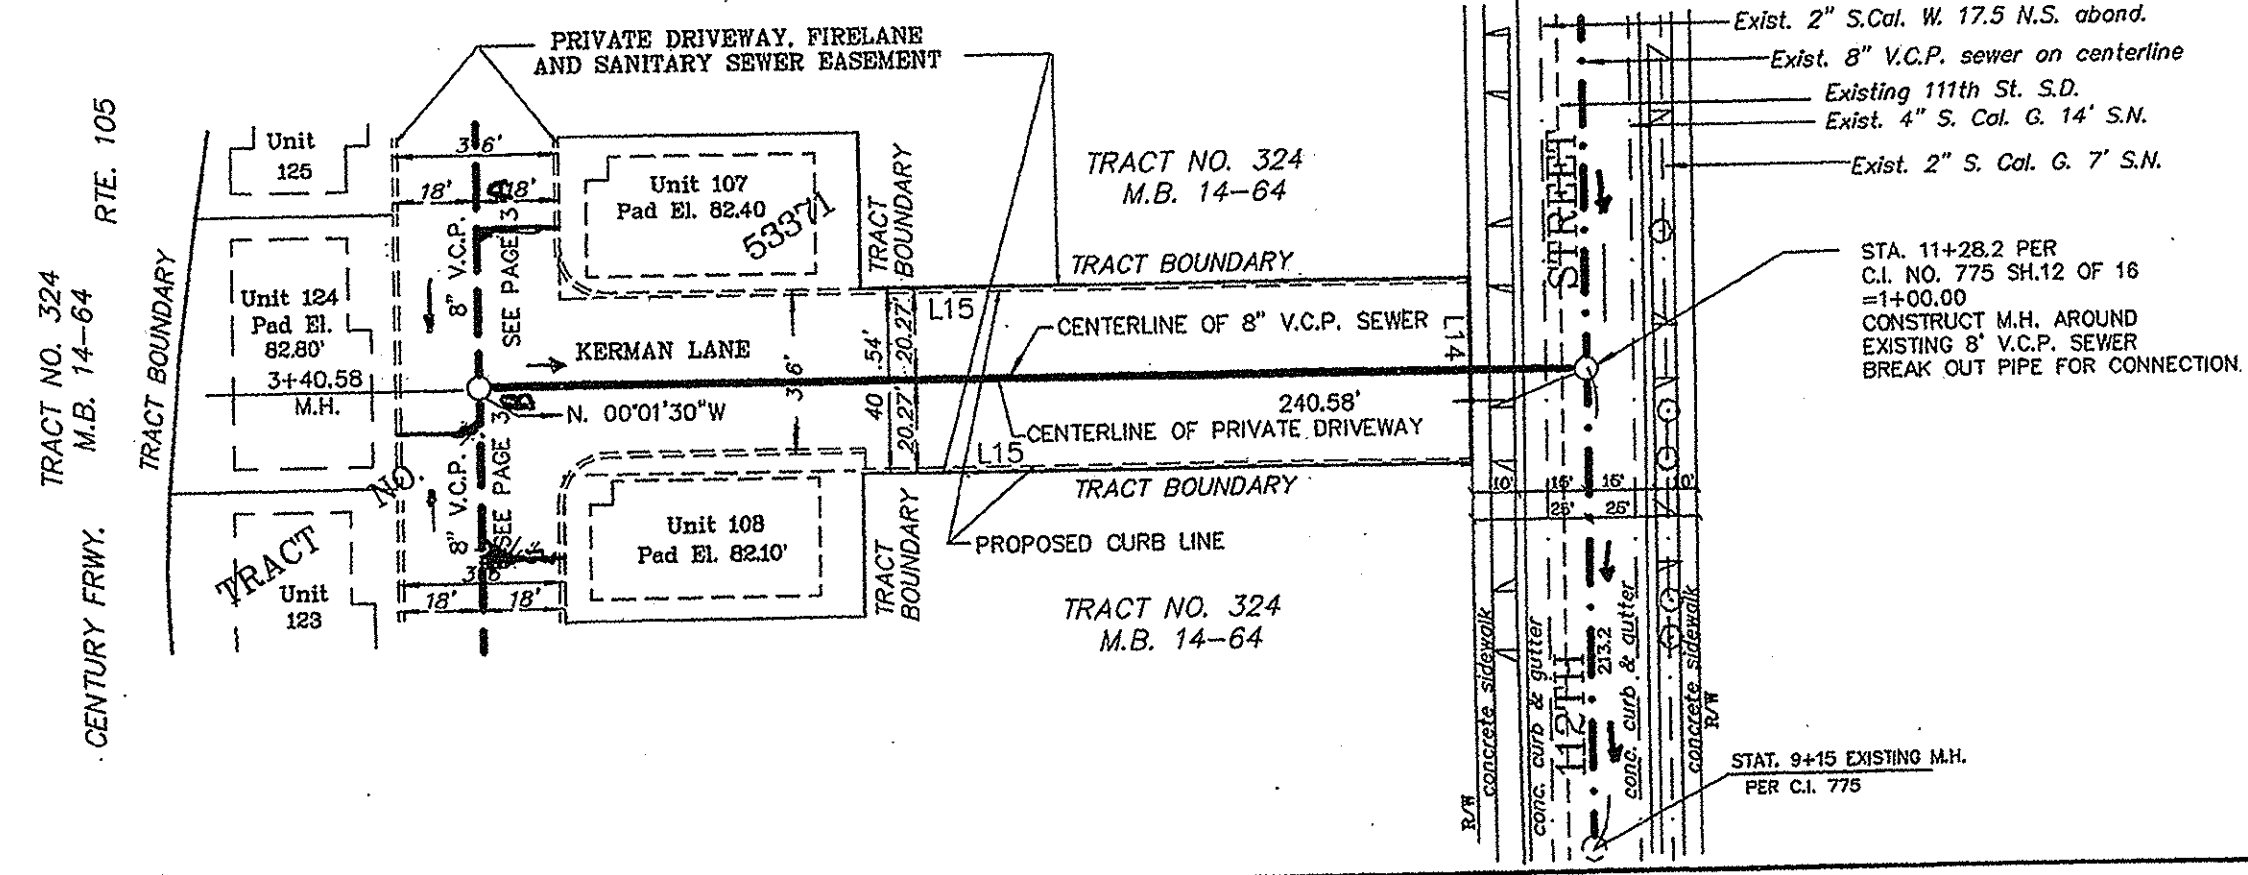 PRIVATE DRIVEWAY, FIRELANE
AND SANITARY SEWER EASEMENT
Exist. 2" S.Cal. W. 17.5 N.S. abond.
Exist. 8" V.C.P. sewer on centerline
Existing 111th St. S.D.
Exist. 4" S. Cal. G. 14' S.N.
Exist. 2" S. Cal. G. 7' S.N.
CENTURY FRWY. RTE. 105
TRACT NO. 324
M.B. 14-64
TRACT BOUNDARY
Unit
125
36'
18' 18'
8" V.C.P.
SEE PAGE 3
Unit 107
Pad El. 82.40
53371
TRACT
BOUNDARY
TRACT NO. 324
M.B. 14-64
TRACT BOUNDARY
Unit 124
Pad El.
82.80'
3+40.58
M.H.
KERMAN LANE
N. 00°01'30"W
36'
40.54'
20.27'
20.27'
L15
L15
L14
CENTERLINE OF 8" V.C.P. SEWER
240.58'
CENTERLINE OF PRIVATE DRIVEWAY
TRACT BOUNDARY
PROPOSED CURB LINE
STA. 11+28.2 PER
C.I. NO. 775 SH.12 OF 16
=1+00.00
CONSTRUCT M.H. AROUND
EXISTING 8' V.C.P. SEWER
BREAK OUT PIPE FOR CONNECTION.
TRACT NO.
8" V.C.P.
SEE PAGE 3
Unit
123
36'
18' 18'
Unit 108
Pad El. 82.10'
TRACT
BOUNDARY
TRACT NO. 324
M.B. 14-64
10' 16' 10'
25' 25'
112TH STREET
213.2
R/W
concrete sidewalk
conc. curb & gutter
conc. curb & gutter
concrete sidewalk
R/W
STAT. 9+15 EXISTING M.H.
PER C.I. 775